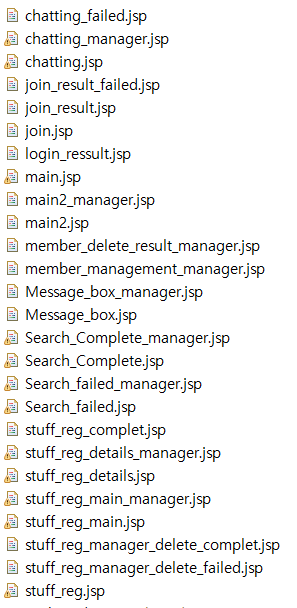 chatting_failed.jsp
chatting_manager.jsp
chatting.jsp
join_result_failed.jsp
join_result.jsp
join.jsp
login_ressult.jsp
main.jsp
main2_manager.jsp
main2.jsp
member_delete_result_manager.jsp
member_management_manager.jsp
Message_box_manager.jsp
Message_box.jsp
Search_Complete_manager.jsp
Search_Complete.jsp
Search_failed_manager.jsp
Search_failed.jsp
stuff_reg_complet.jsp
stuff_reg_details_manager.jsp
stuff_reg_details.jsp
stuff_reg_main_manager.jsp
stuff_reg_main.jsp
stuff_reg_manager_delete_complet.jsp
stuff_reg_manager_delete_failed.jsp
stuff_reg.jsp